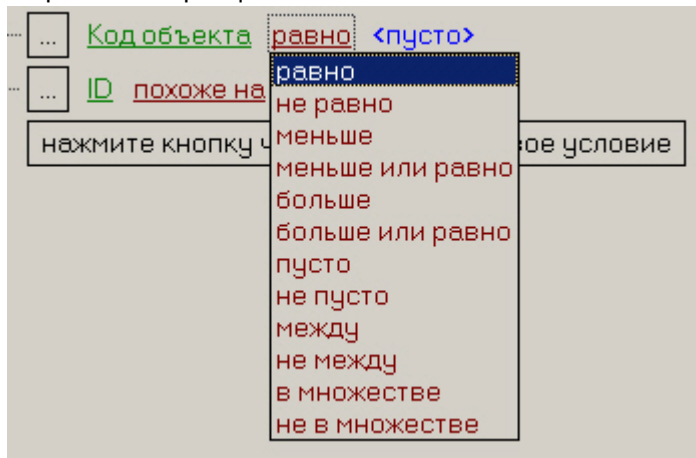 ... Код объекта равно <пусто>
... ID похоже на
нажмите кнопку ое условие
равно
не равно
меньше
меньше или равно
больше
больше или равно
пусто
не пусто
между
не между
в множестве
не в множестве